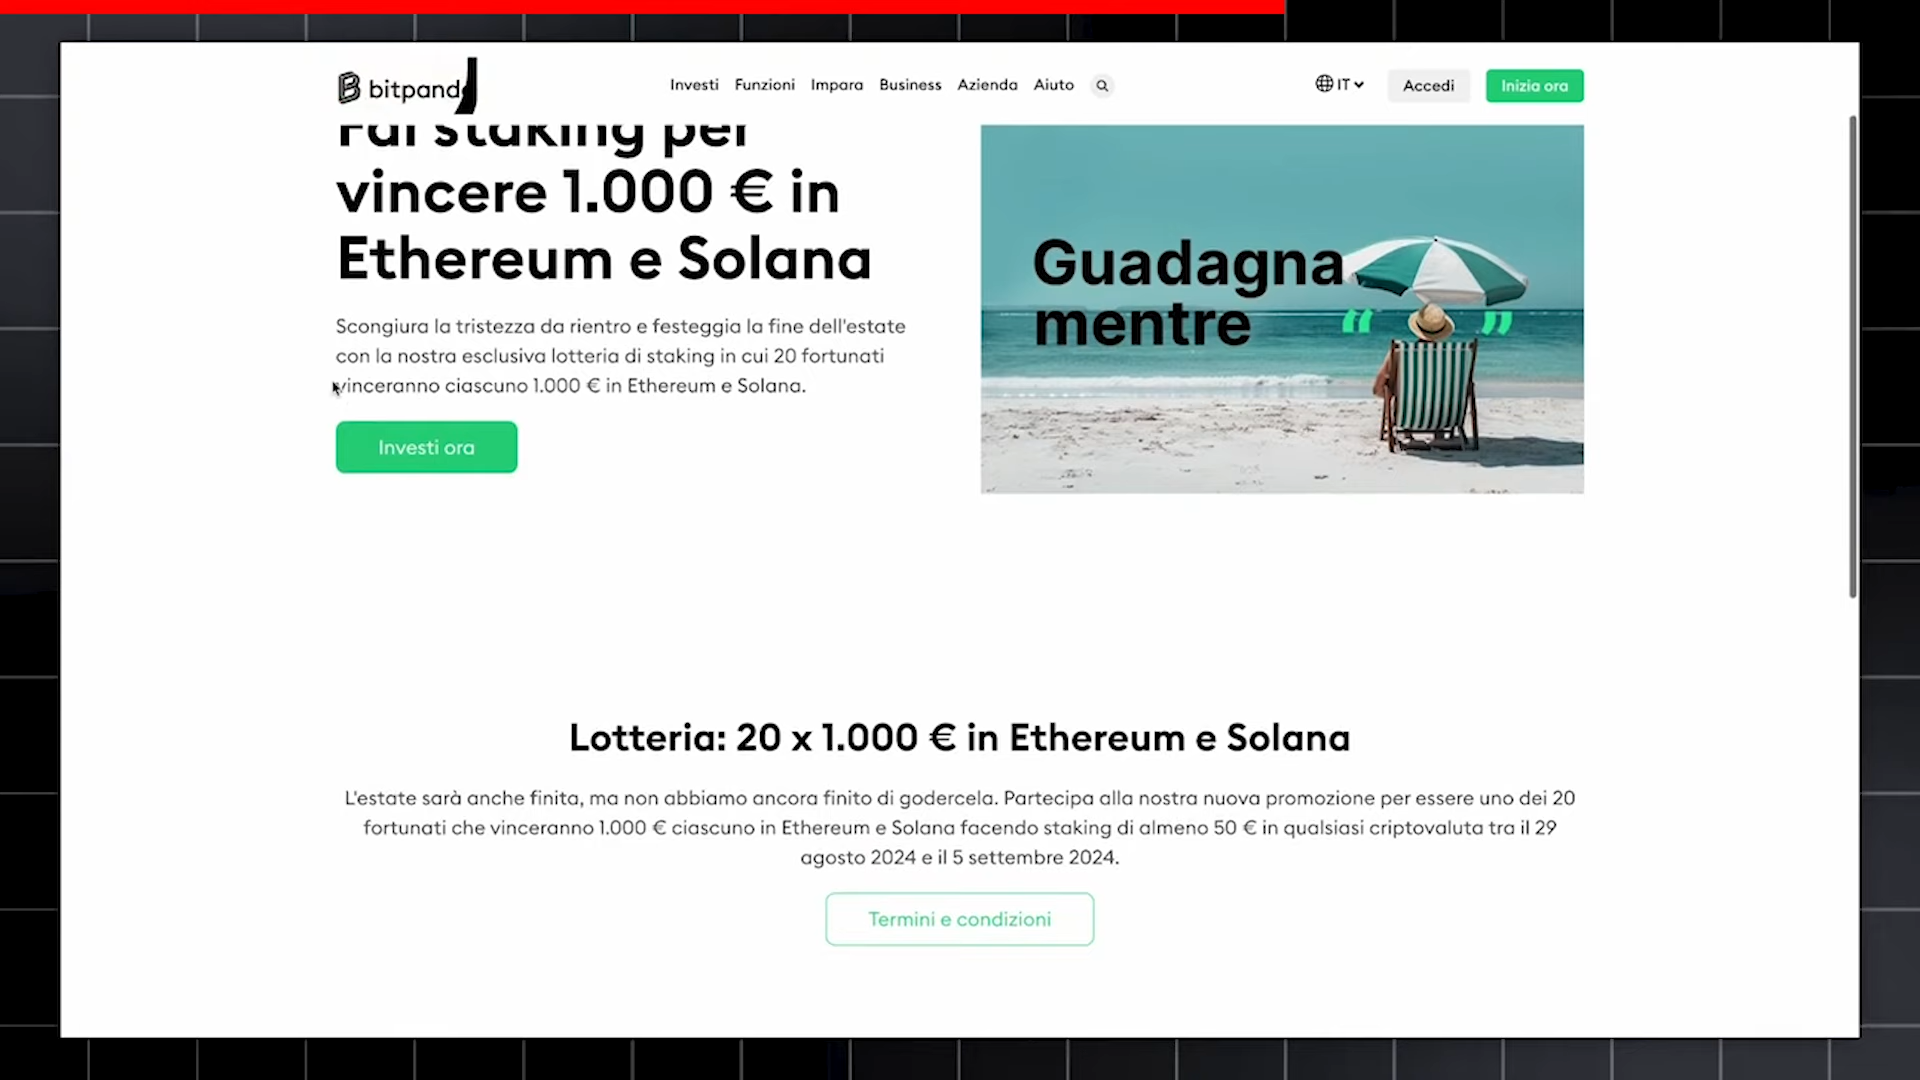 bitpand
Investi
Funzioni
Impara
Business
Azienda
Aiuto
IT
Accedi
Inizia ora
Fai staking per
vincere 1.000 € in
Ethereum e Solana
Scongiura la tristezza da rientro e festeggia la fine dell'estate
con la nostra esclusiva lotteria di staking in cui 20 fortunati
vinceranno ciascuno 1.000 € in Ethereum e Solana.
Investi ora
Guadagna
mentre
“ ”
Lotteria: 20 x 1.000 € in Ethereum e Solana
L'estate sarà anche finita, ma non abbiamo ancora finito di godercela. Partecipa alla nostra nuova promozione per essere uno dei 20
fortunati che vinceranno 1.000 € ciascuno in Ethereum e Solana facendo staking di almeno 50 € in qualsiasi criptovaluta tra il 29
agosto 2024 e il 5 settembre 2024.
Termini e condizioni